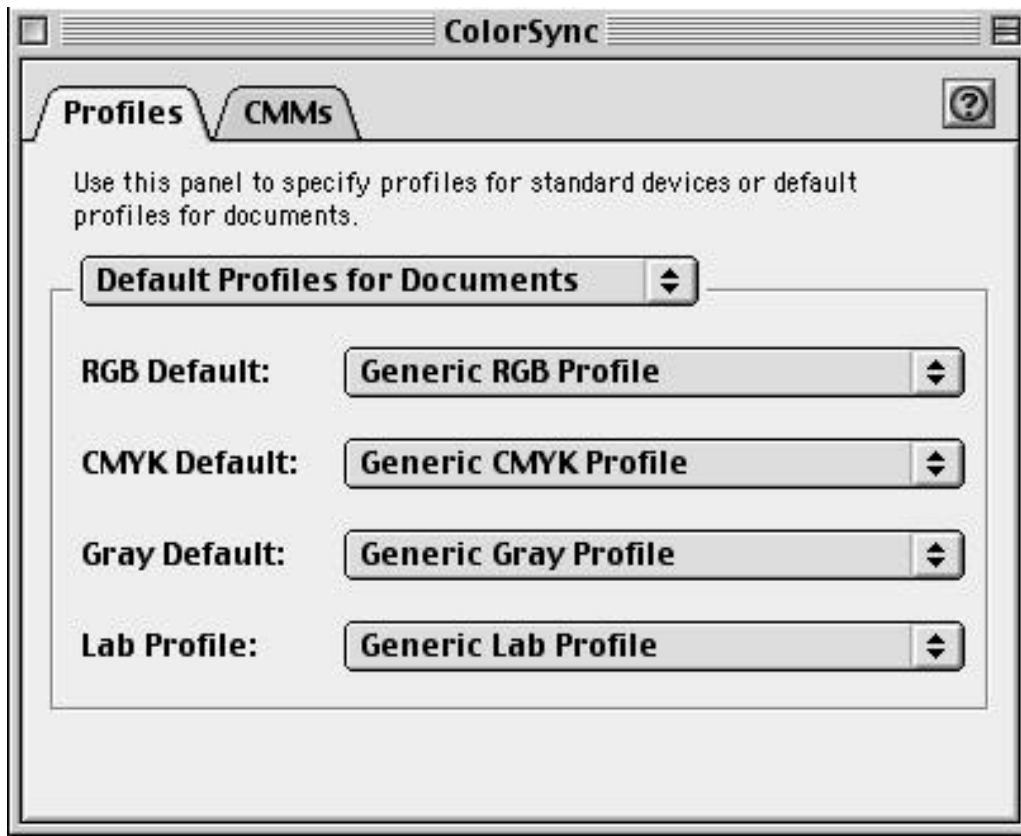 ColorSync
Profiles
CMMs
?
Use this panel to specify profiles for standard devices or default
profiles for documents.
Default Profiles for Documents
RGB Default: Generic RGB Profile
CMYK Default: Generic CMYK Profile
Gray Default: Generic Gray Profile
Lab Profile: Generic Lab Profile